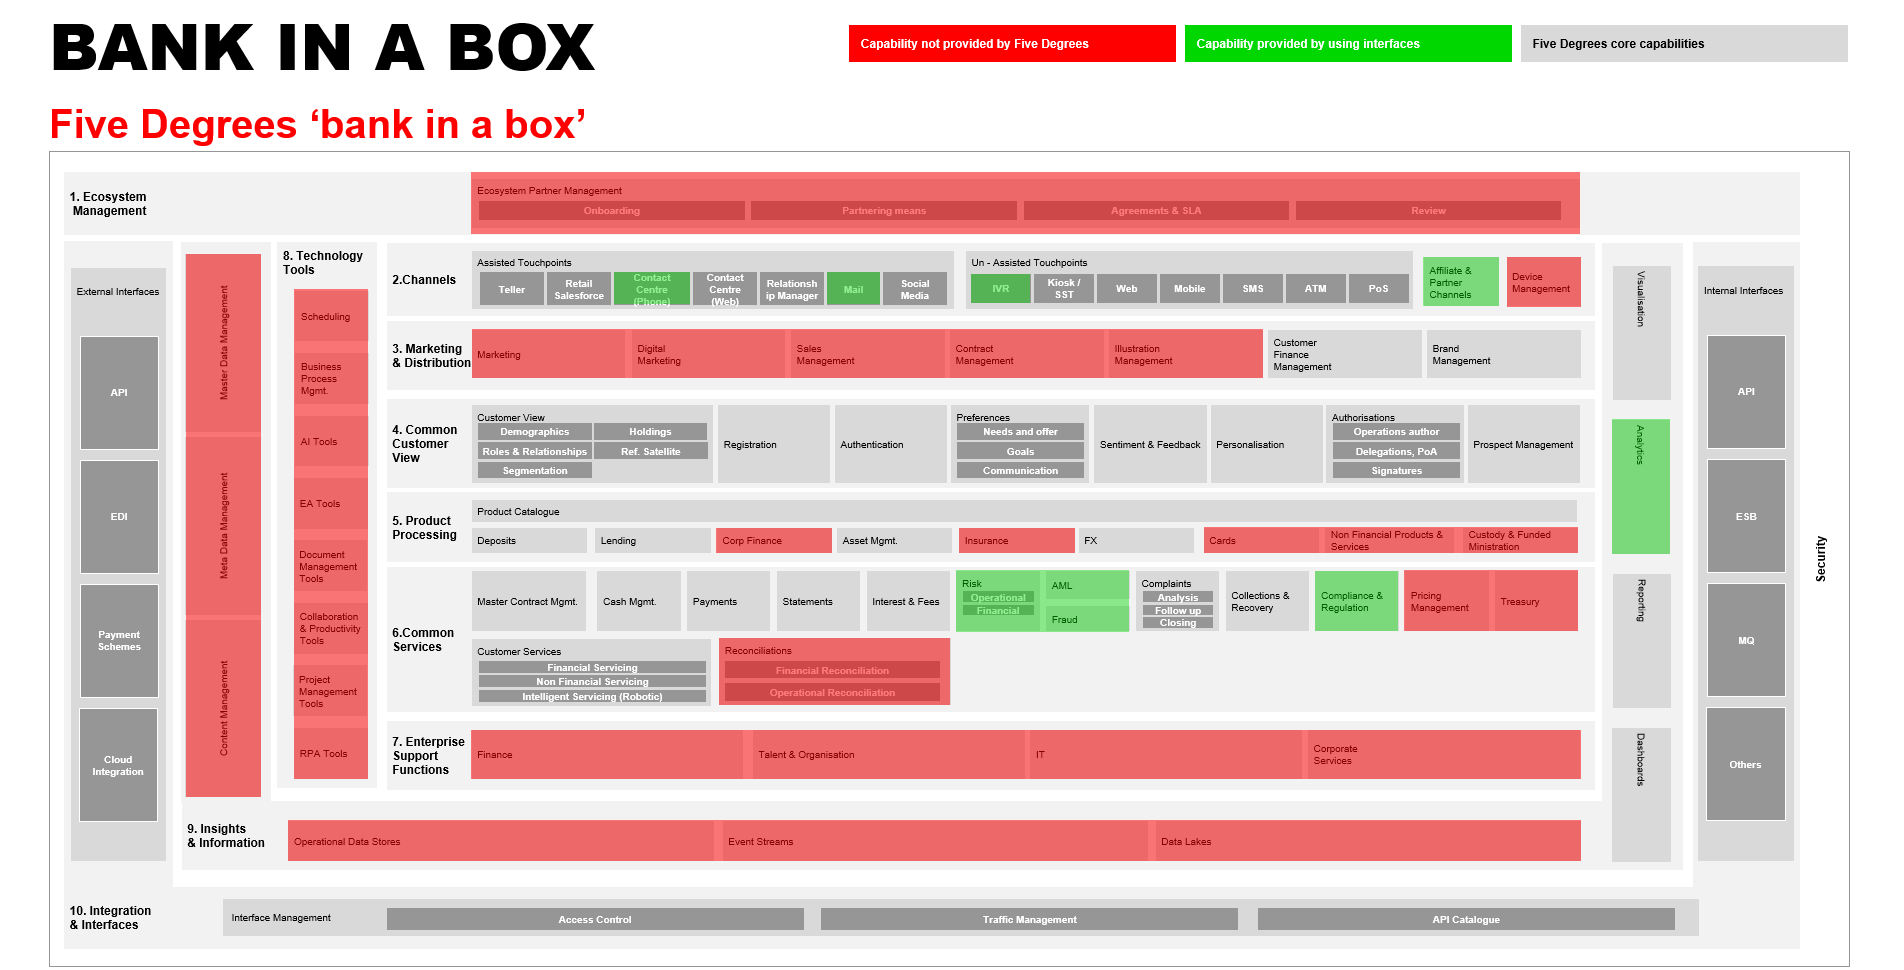 BANK IN A BOX
Capability not provided by Five Degrees
Capability provided by using interfaces
Five Degrees core capabilities
Five Degrees ‘bank in a box’
1. Ecosystem
Management
Ecosystem Partner Management
Onboarding
Partnering means
Agreements & SLA
Review
External Interfaces
API
EDI
Payment
Schemes
Cloud
Integration
Master Data Management
Meta Data Management
Content Management
8. Technology
Tools
Scheduling
Business
Process
Mgmt.
AI Tools
EA Tools
Document
Management
Tools
Collaboration
& Productivity
Tools
Project
Management
Tools
RPA Tools
2.Channels
Assisted Touchpoints
Teller
Retail
Salesforce
Contact
Centre
(Phone)
Contact
Centre
(Web)
Relationsh
ip Manager
Mail
Social
Media
Un - Assisted Touchpoints
IVR
Kiosk /
SST
Web
Mobile
SMS
ATM
PoS
Affiliate &
Partner
Channels
Device
Management
3. Marketing
& Distribution
Marketing
Digital
Marketing
Sales
Management
Contract
Management
Illustration
Management
Customer
Finance
Management
Brand
Management
4. Common
Customer
View
Customer View
Demographics
Holdings
Roles & Relationships
Ref. Satellite
Segmentation
Registration
Authentication
Preferences
Needs and offer
Goals
Communication
Sentiment & Feedback
Personalisation
Authorisations
Operations author
Delegations, PoA
Signatures
Prospect Management
5. Product
Processing
Product Catalogue
Deposits
Lending
Corp Finance
Asset Mgmt.
Insurance
FX
Cards
Non Financial Products &
Services
Custody & Funded
Ministration
6.Common
Services
Master Contract Mgmt.
Cash Mgmt.
Payments
Statements
Interest & Fees
Risk
Operational
Financial
AML
Fraud
Complaints
Analysis
Follow up
Closing
Collections &
Recovery
Compliance &
Regulation
Pricing
Management
Treasury
Customer Services
Financial Servicing
Non Financial Servicing
Intelligent Servicing (Robotic)
Reconciliations
Financial Reconciliation
Operational Reconciliation
7. Enterprise
Support
Functions
Finance
Talent & Organisation
IT
Corporate
Services
9. Insights
& Information
Operational Data Stores
Event Streams
Data Lakes
Visualisation
Analytics
Reporting
Dashboards
Internal Interfaces
API
ESB
MQ
Others
Security
10. Integration
& Interfaces
Interface Management
Access Control
Traffic Management
API Catalogue